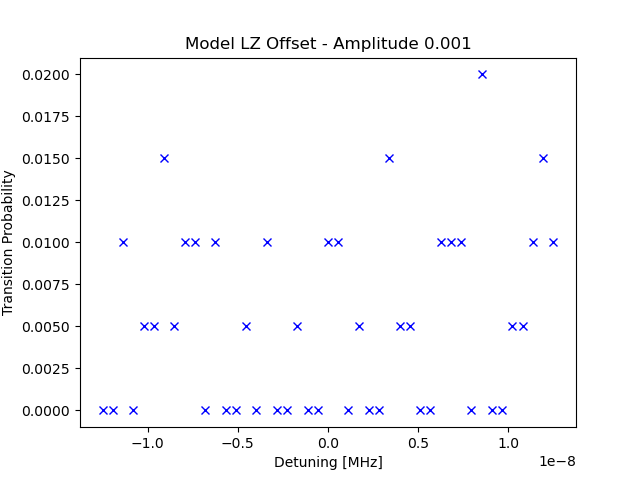 Model LZ Offset - Amplitude 0.001
0.0200
0.0175
0.0150
0.0125
0.0100
0.0075
0.0050
0.0025
0.0000
Transition Probability
−1.0 −0.5 0.0 0.5 1.0
1e−8
Detuning [MHz]